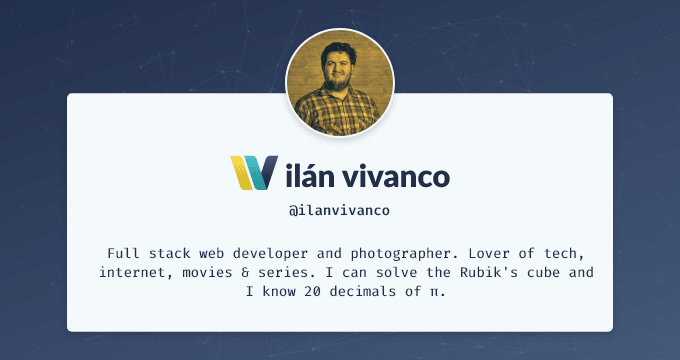 ilán vivanco
@ilanvivanco
Full stack web developer and photographer. Lover of tech,
internet, movies & series. I can solve the Rubik's cube and
I know 20 decimals of π.